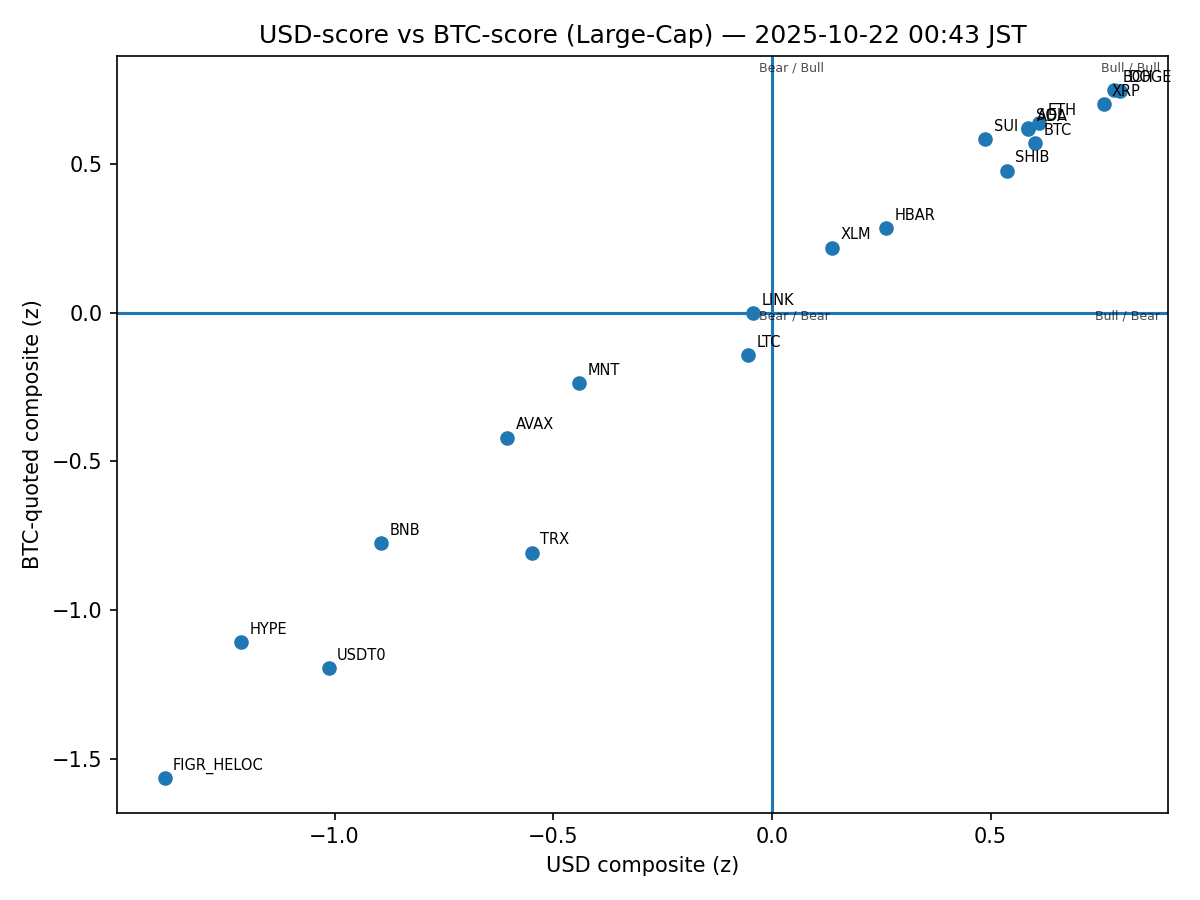 USD-score vs BTC-score (Large-Cap) — 2025-10-22 00:43 JST
Bear / Bull
Bull / Bull
DOGE
XRP
ETH
ADA
SUI
BTC
SHIB
HBAR
XLM
LINK
Bear / Bear
Bull / Bear
LTC
MNT
AVAX
BNB
TRX
HYPE
USDT0
FIGR_HELOC
0.5
0.0
−0.5
−1.0
−1.5
BTC-quoted composite (z)
−1.0
−0.5
0.0
0.5
USD composite (z)